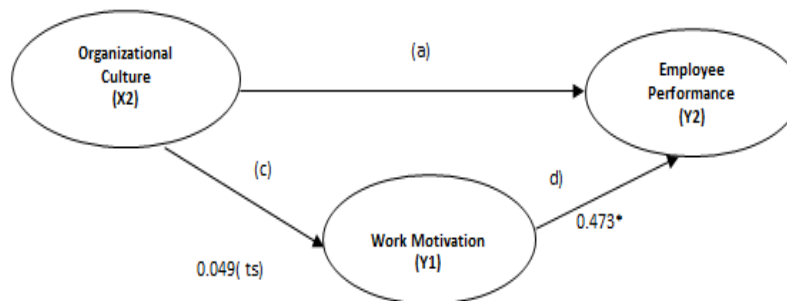 Organizational
Culture
(X2)
(a)
Employee
Performance
(Y2)
(c)
d)
0.473*
Work Motivation
(Y1)
0.049( ts)